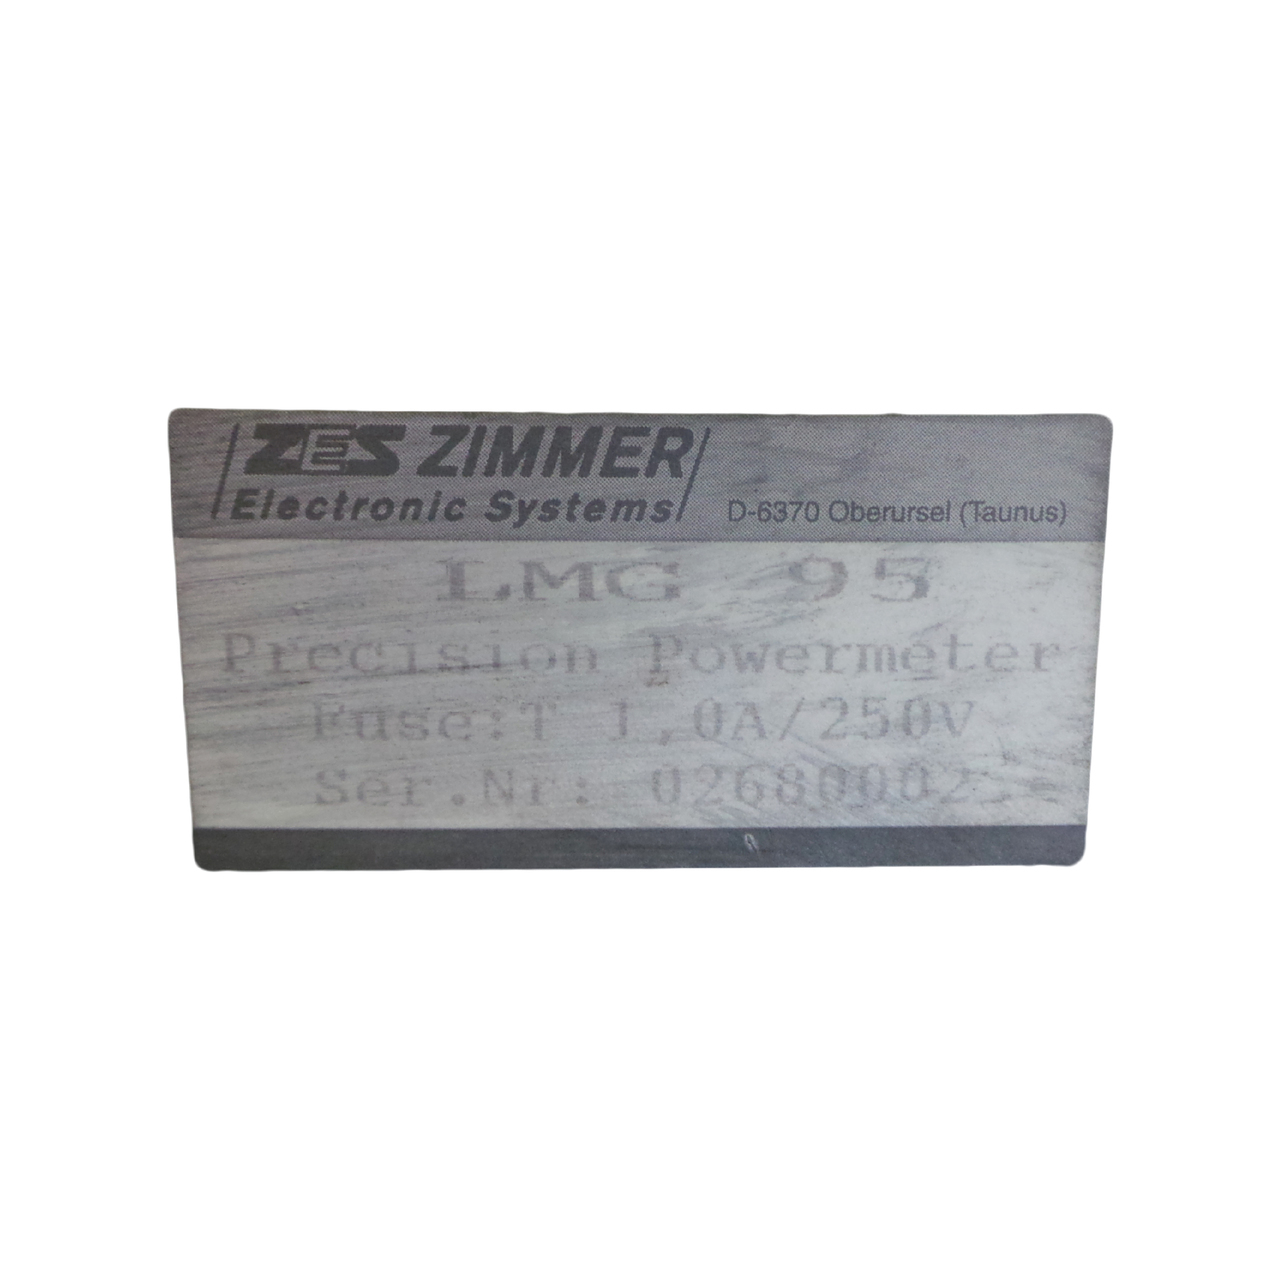 ZES ZIMMER
Electronic Systems D-6370 Oberursel (Taunus)
LMG 95
Precision Powermeter
Fuse:T 1,0A/250V
Ser.Nr: 02680002